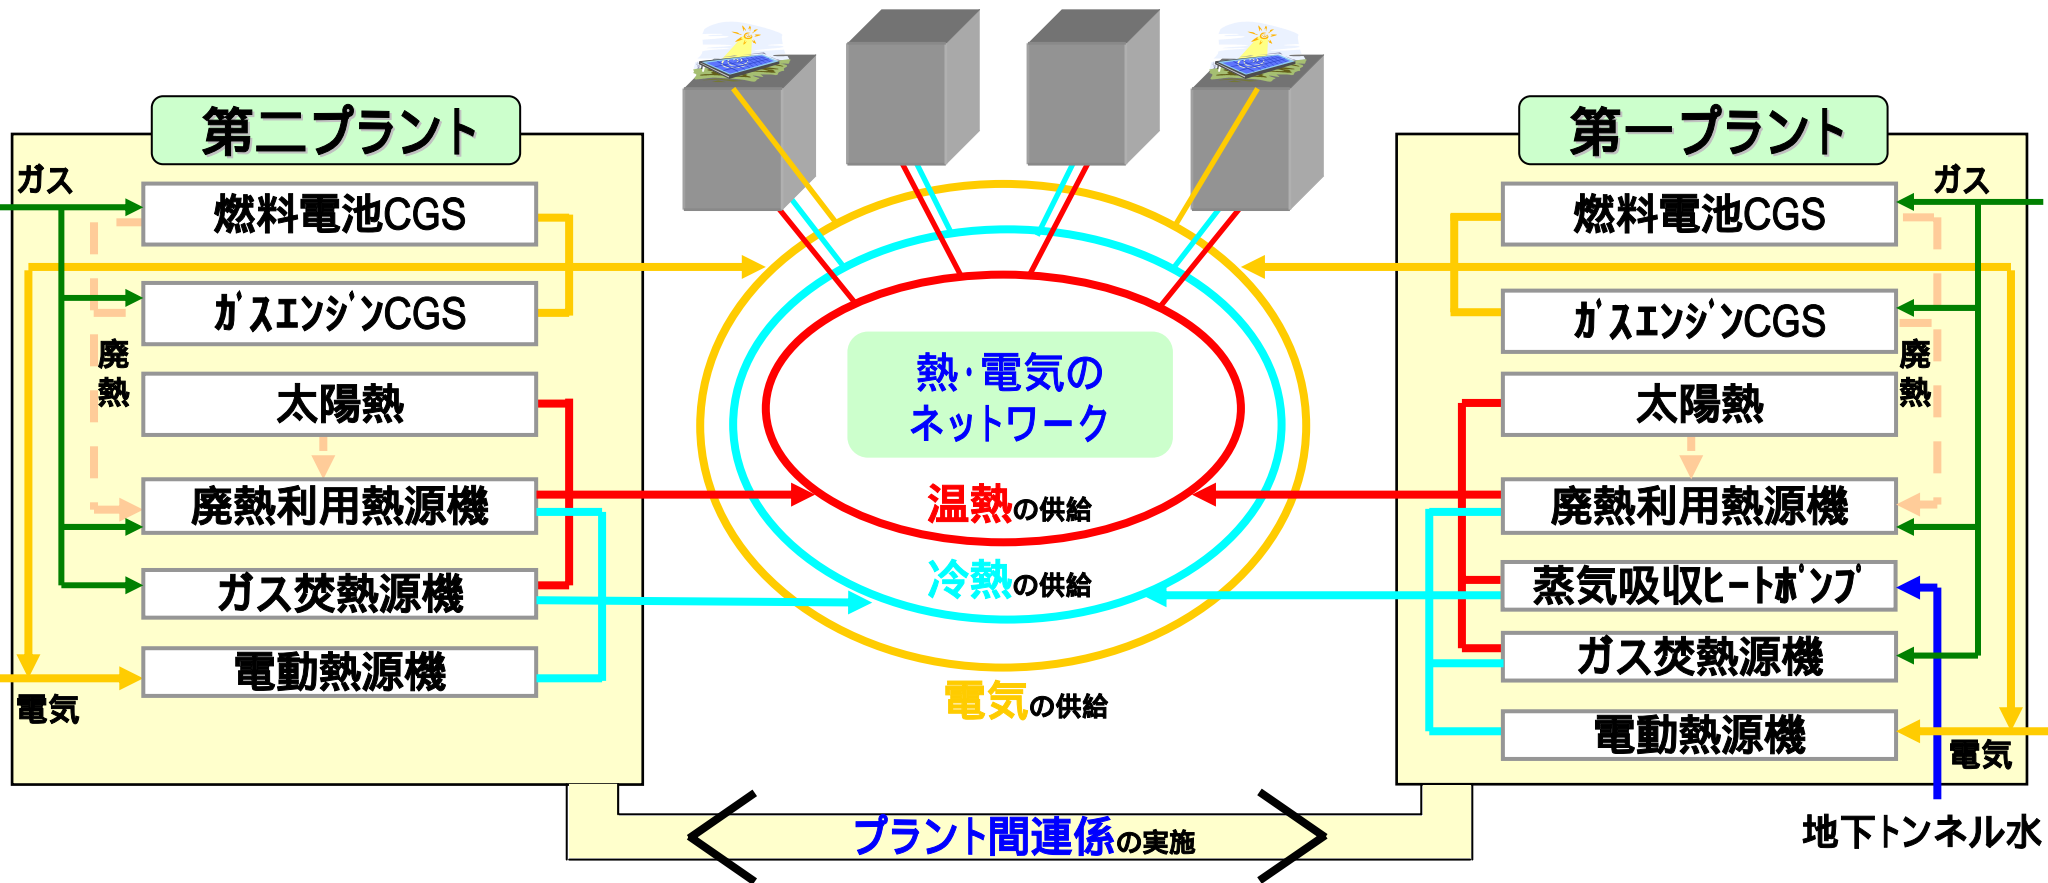 第二プラント
ガス
燃料電池CGS
ｶﾞｽｴﾝｼﾞﾝCGS
廃
熱
太陽熱
廃熱利用熱源機
ガス焚熱源機
電動熱源機
電気
熱・電気の
ネットワーク
温熱の供給
冷熱の供給
電気の供給
第一プラント
ガス
燃料電池CGS
ｶﾞｽｴﾝｼﾞﾝCGS
廃
熱
太陽熱
廃熱利用熱源機
蒸気吸収ﾋｰﾄﾎﾟﾝﾌﾟ
ガス焚熱源機
電動熱源機
電気
地下トンネル水
プラント間連係の実施